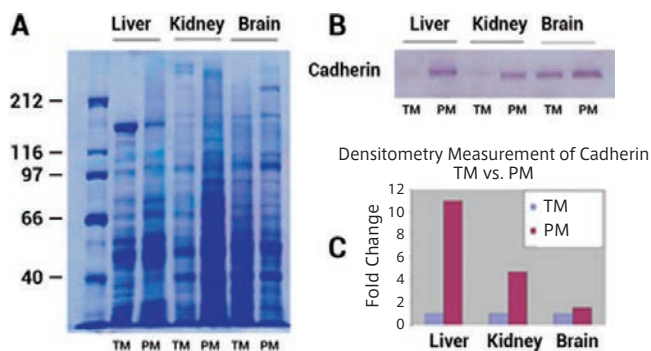 A
Liver Kidney Brain
212
116
97
66
40
TM PM TM PM TM PM
B
Liver Kidney Brain
Cadherin
TM PM TM PM TM PM
Densitometry Measurement of Cadherin
TM vs. PM
C
Fold Change
12
10
8
6
4
2
0
TM
PM
Liver Kidney Brain